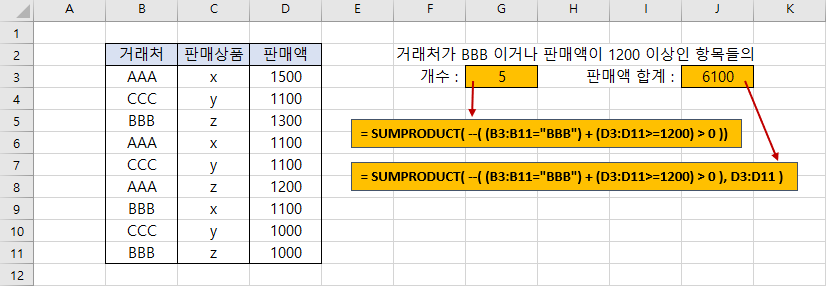 A B C D E F G H I J K
1
2 거래처 판매상품 판매액 거래처가 BBB 이거나 판매액이 1200 이상인 항목들의
3 AAA x 1500 개수 : 5 판매액 합계 : 6100
4 CCC y 1100
5 BBB z 1300
= SUMPRODUCT( --( (B3:B11="BBB") + (D3:D11>=1200) > 0 ))
6 AAA x 1100
7 CCC y 1100
= SUMPRODUCT( --( (B3:B11="BBB") + (D3:D11>=1200) > 0 ), D3:D11 )
8 AAA z 1200
9 BBB x 1100
10 CCC y 1000
11 BBB z 1000
12